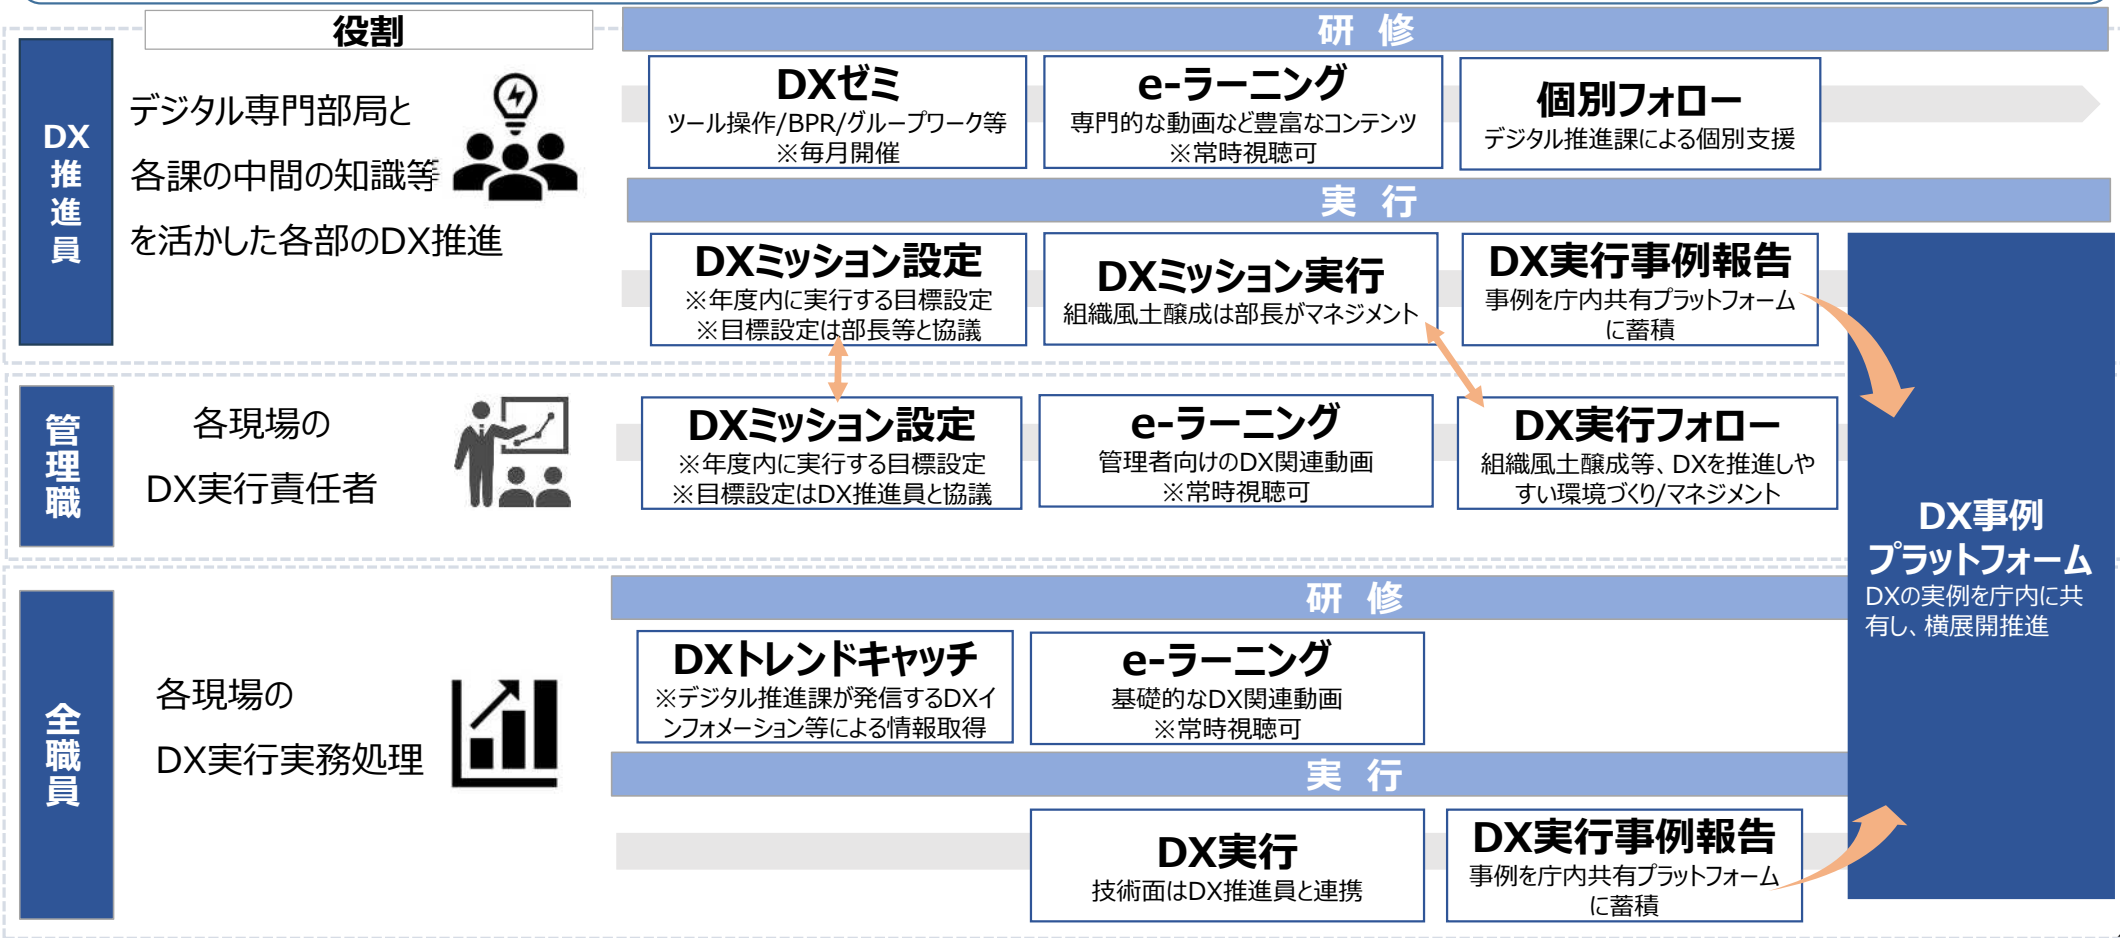 役割
研 修
DX
推
進
員
デジタル専門部局と
各課の中間の知識等
を活かした各部のDX推進
DXゼミ
ツール操作/BPR/グループワーク等
※毎月開催
e-ラーニング
専門的な動画など豊富なコンテンツ
※常時視聴可
個別フォロー
デジタル推進課による個別支援
実 行
DXミッション設定
※年度内に実行する目標設定
※目標設定は部長等と協議
DXミッション実行
組織風土醸成は部長がマネジメント
DX実行事例報告
事例を庁内共有プラットフォーム
に蓄積
管
理
職
各現場の
DX実行責任者
DXミッション設定
※年度内に実行する目標設定
※目標設定はDX推進員と協議
e-ラーニング
管理者向けのDX関連動画
※常時視聴可
DX実行フォロー
組織風土醸成等、DXを推進しや
すい環境づくり/マネジメント
DX事例
プラットフォーム
DXの実例を庁内に共
有し、横展開推進
全
職
員
各現場の
DX実行実務処理
研 修
DXトレンドキャッチ
※デジタル推進課が発信するDXイ
ンフォメーション等による情報取得
e-ラーニング
基礎的なDX関連動画
※常時視聴可
実 行
DX実行
技術面はDX推進員と連携
DX実行事例報告
事例を庁内共有プラットフォーム
に蓄積